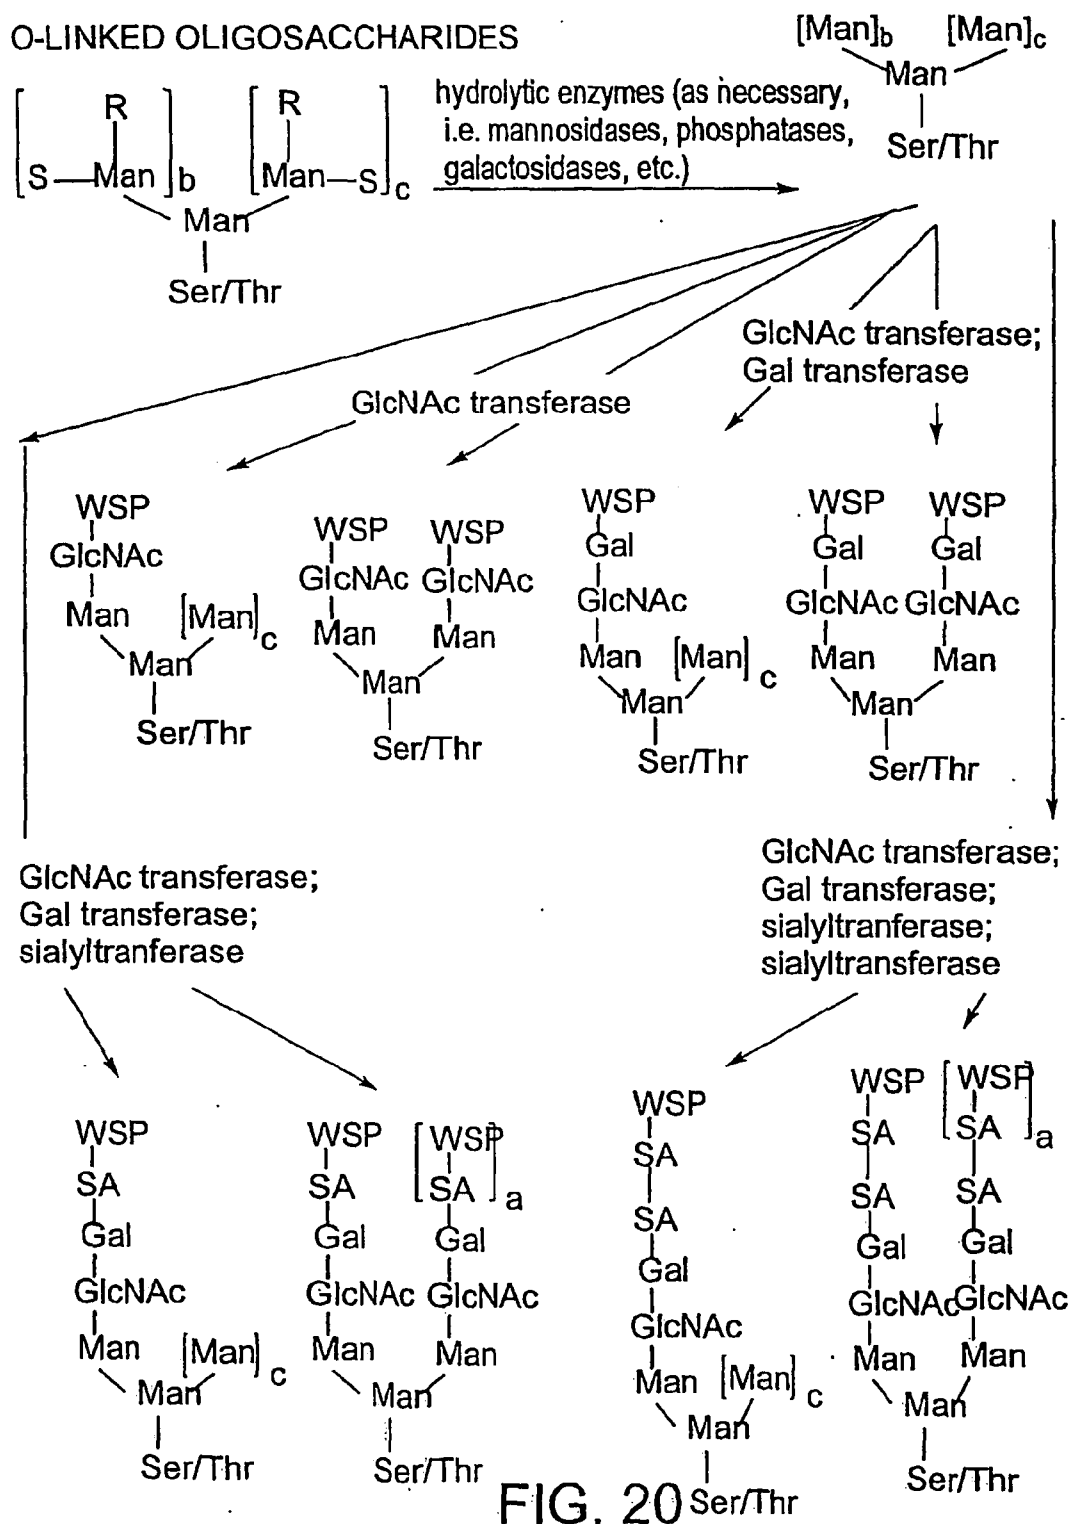 O-LINKED OLIGOSACCHARIDES
[Man]b [Man]c
Man
Ser/Thr
R R
[S—Man]b [Man—S]c
Man
Ser/Thr
hydrolytic enzymes (as necessary,
i.e. mannosidases, phosphatases,
galactosidases, etc.)
GlcNAc transferase;
Gal transferase
GlcNAc transferase
WSP
GlcNAc
Man [Man]c
Man
Ser/Thr
WSP WSP
GlcNAc GlcNAc
Man Man
Man
Ser/Thr
WSP
Gal
GlcNAc
Man [Man]c
Man
Ser/Thr
WSP WSP
Gal Gal
GlcNAc GlcNAc
Man Man
Man
Ser/Thr
GlcNAc transferase;
Gal transferase;
sialyltranferase
GlcNAc transferase;
Gal transferase;
sialyltranferase;
sialyltransferase
WSP
SA
Gal
GlcNAc
Man [Man]c
Man
Ser/Thr
WSP [WSP
SA SA]a
Gal Gal
GlcNAc GlcNAc
Man Man
Man
Ser/Thr
WSP
SA
SA
Gal
GlcNAc
Man [Man]c
Man
Ser/Thr
WSP [WSP
SA SA]a
SA SA
Gal Gal
GlcNAc GlcNAc
Man Man
Man
Ser/Thr
FIG. 20